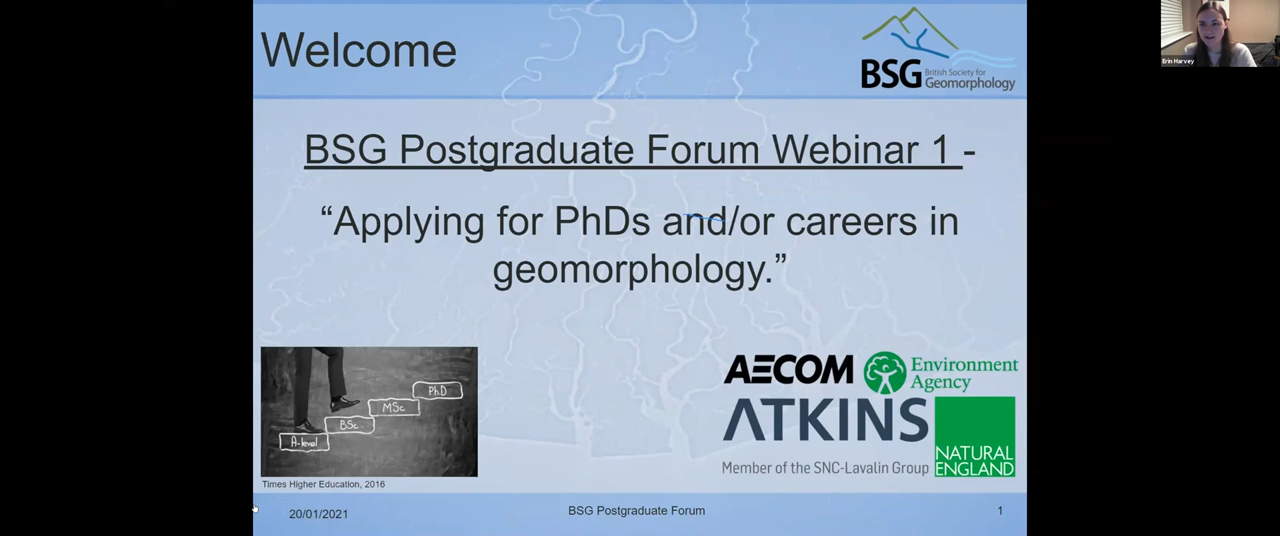 Welcome
BSG
British Society for
Geomorphology
Erin Harvey
BSG Postgraduate Forum Webinar 1 -
“Applying for PhDs and/or careers in
geomorphology.”
PhD
MSc
BSc
A-level
AECOM
Environment
Agency
ATKINS
Member of the SNC-Lavalin Group
NATURAL
ENGLAND
Times Higher Education, 2016
20/01/2021
BSG Postgraduate Forum
1